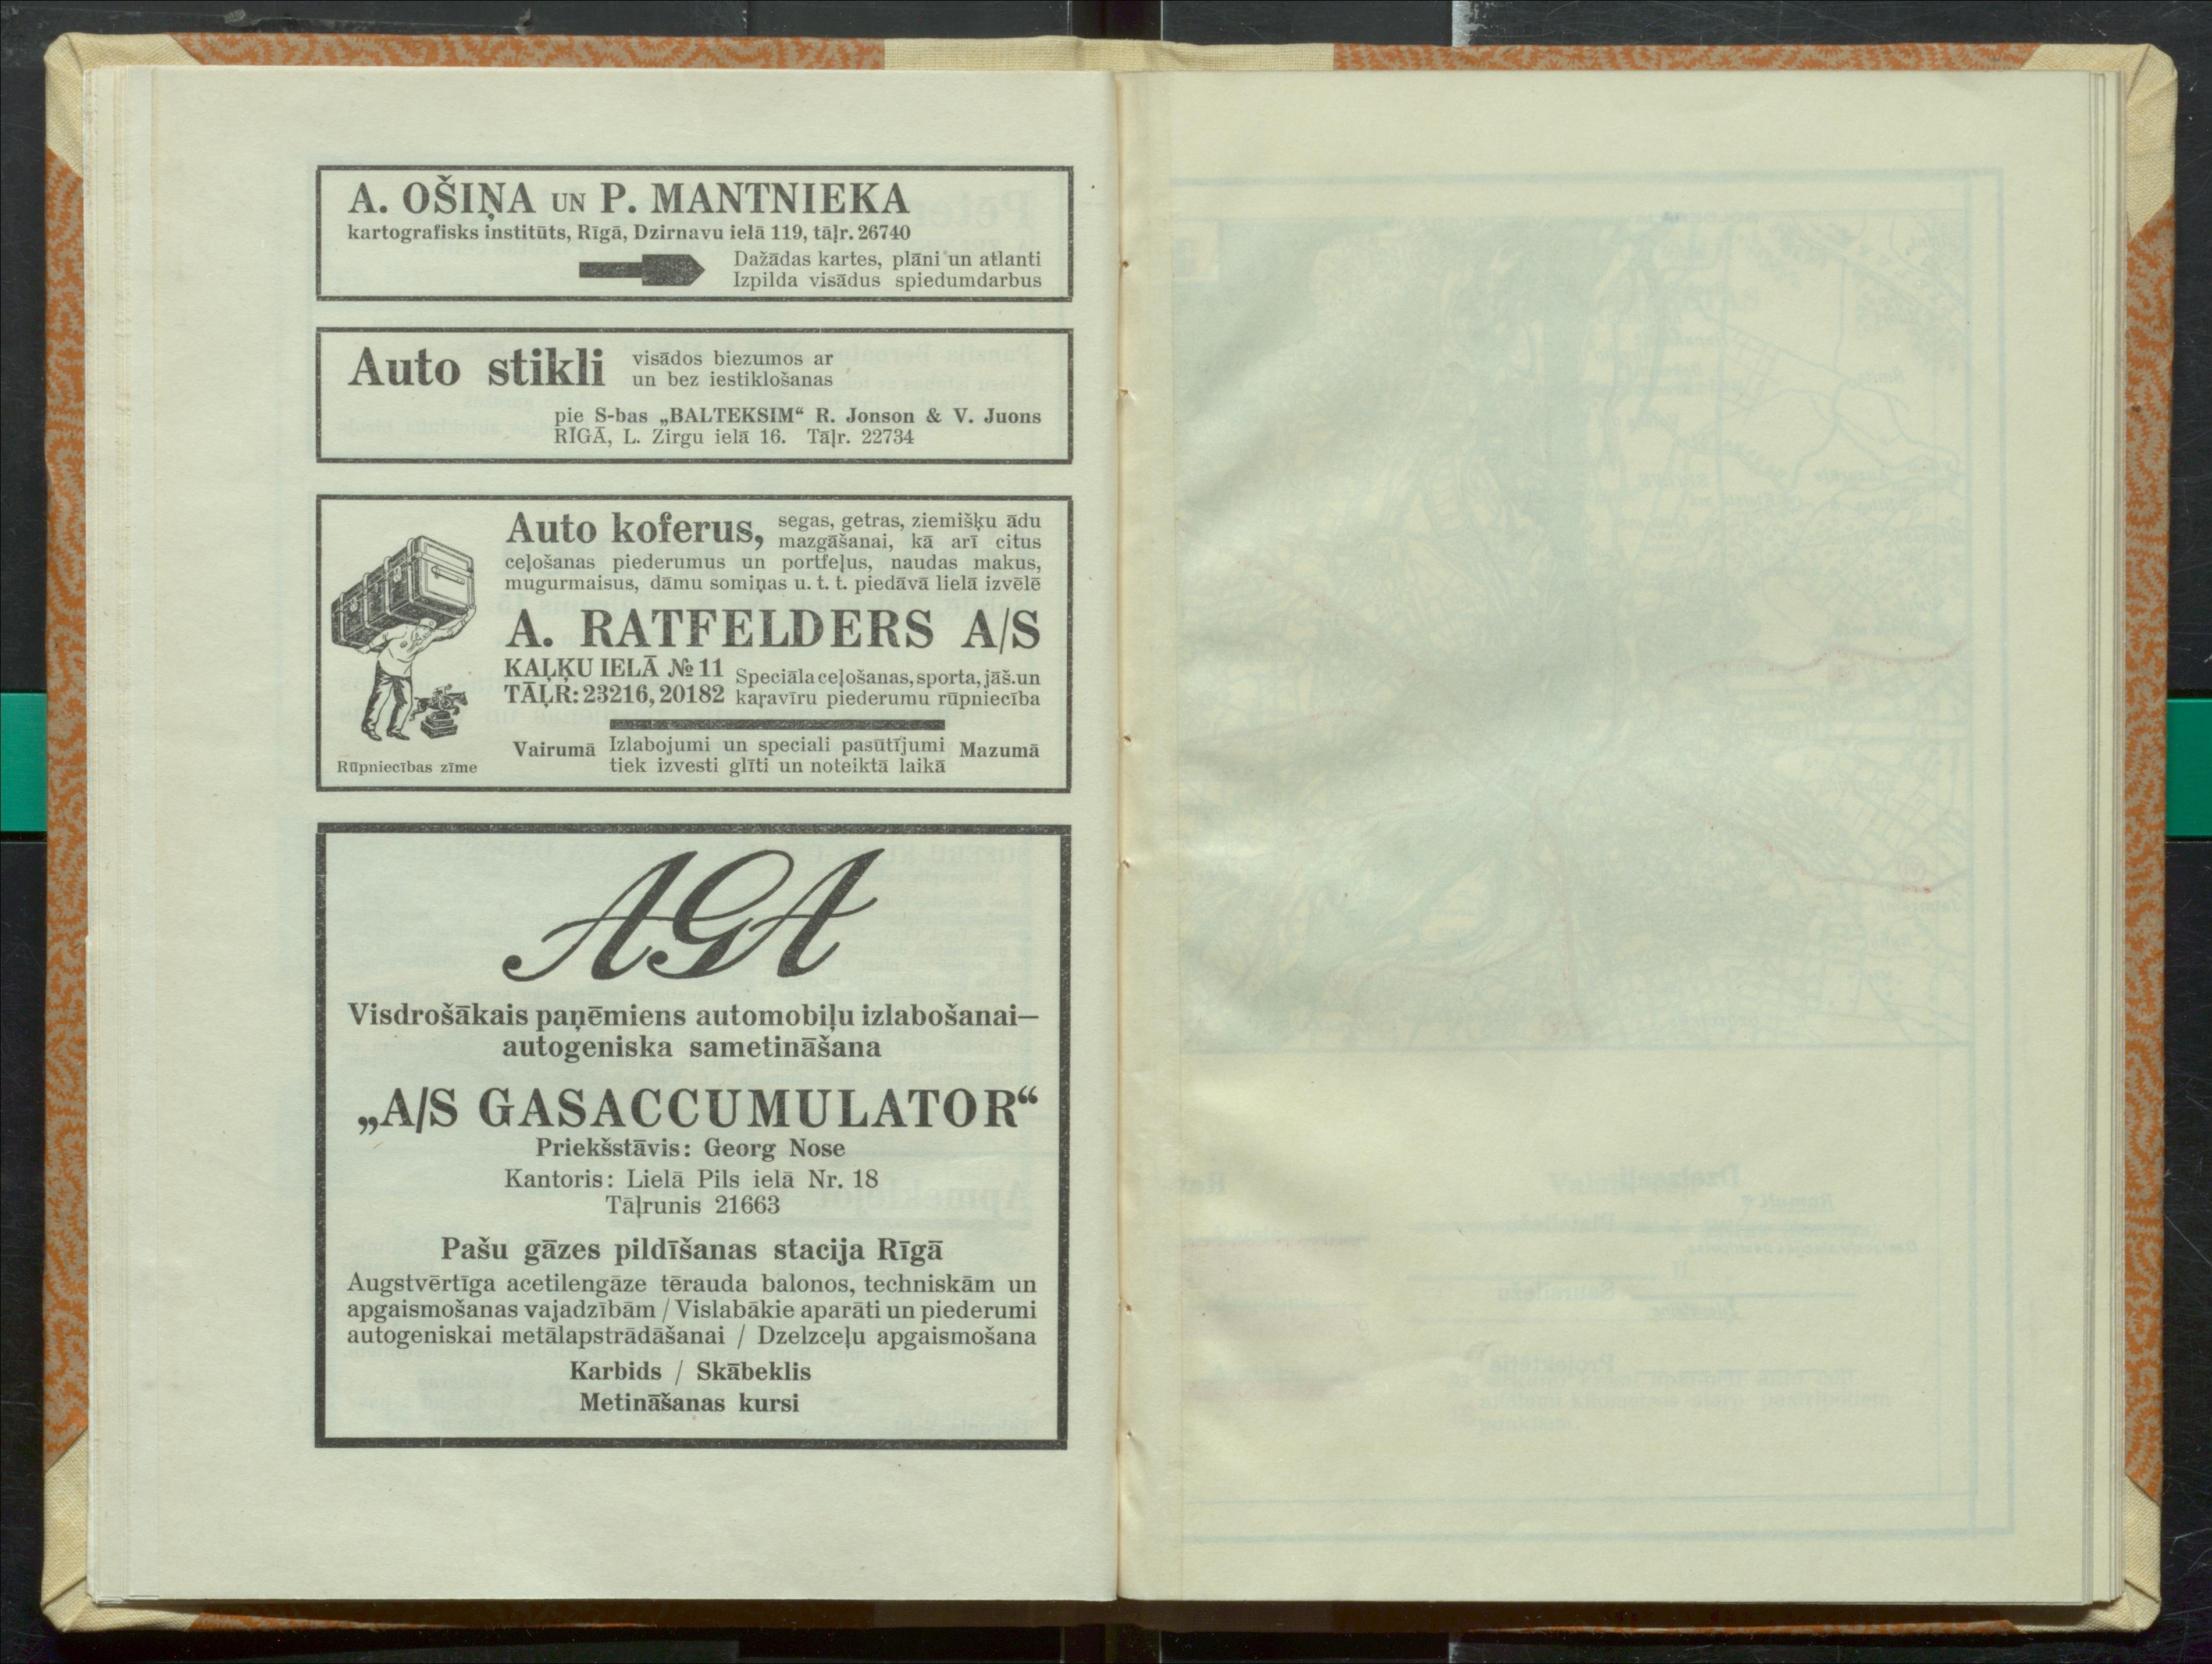 A. OŠIŅA UN P. MANTNIEKA
kartografisks institūts, Rīgā, Dzirnavu ielā 119, tāļr. 26740
Dažādas kartes, plāni un atlanti
Izpilda visādus spiedumdarbus
Auto stikli visādos biezumos ar
un bez iestiklošanas
pie S-bas „BALTEKSIM“ R. Jonson & V. Juons
RĪGĀ, L. Zirgu ielā 16. Tāļr. 22734
Auto koferus, segas, getras, ziemišķu ādu
mazgāšanai, kā arī citus
ceļošanas piederumus un portfeļus, naudas makus,
mugurmaisus, dāmu somiņas u. t. t. piedāvā lielā izvēlē
A. RATFELDERS A/S
KAĻĶU IELĀ № 11
TĀĻR: 23216, 20182
Speciāla ceļošanas, sporta, jāš. un
kaŗavīru piederumu rūpniecība
Vairumā Izlabojumi un speciali pasūtījumi Mazumā
tiek izvesti glīti un noteiktā laikā
Rūpniecības zīme
AGA
Visdrošākais paņēmiens automobiļu izlabošanai—
autogeniska sametināšana
„A/S GASACCUMULATOR“
Priekšstāvis: Georg Nose
Kantoris: Lielā Pils ielā Nr. 18
Tāļrunis 21663
Pašu gāzes pildīšanas stacija Rīgā
Augstvērtīga acetilengāze tērauda balonos, techniskām un
apgaismošanas vajadzībām / Vislabākie aparāti un piederumi
autogeniskai metālapstrādāšanai / Dzelzceļu apgaismošana
Karbids / Skābeklis
Metināšanas kursi